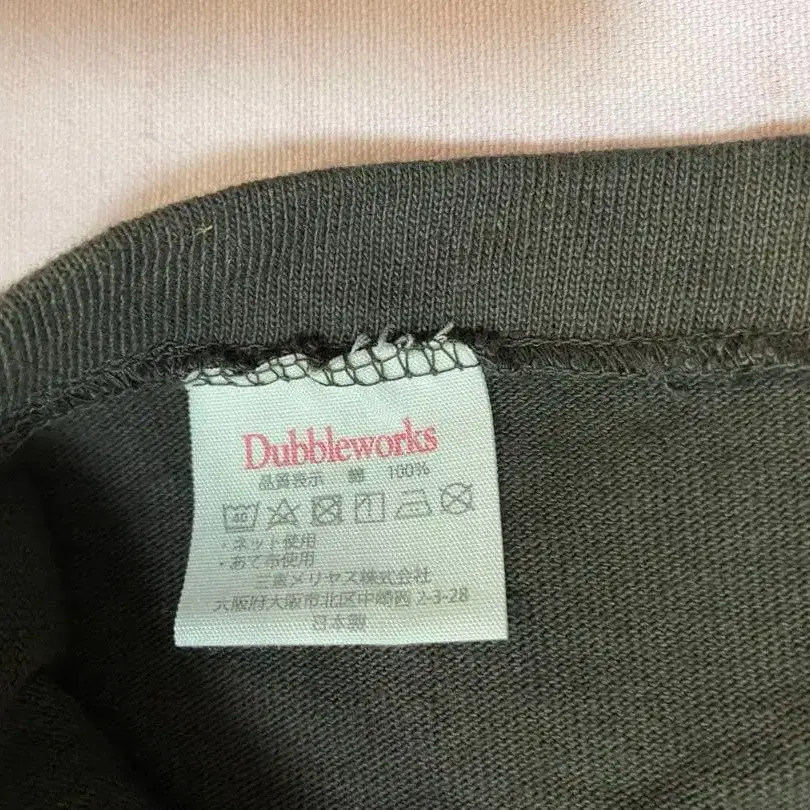 Dubbleworks
品質表示 綿 100%
40
・ネット使用
・あて布使用
三恵メリヤス株式会社
大阪府大阪市北区中崎西 2-3-28
日本製